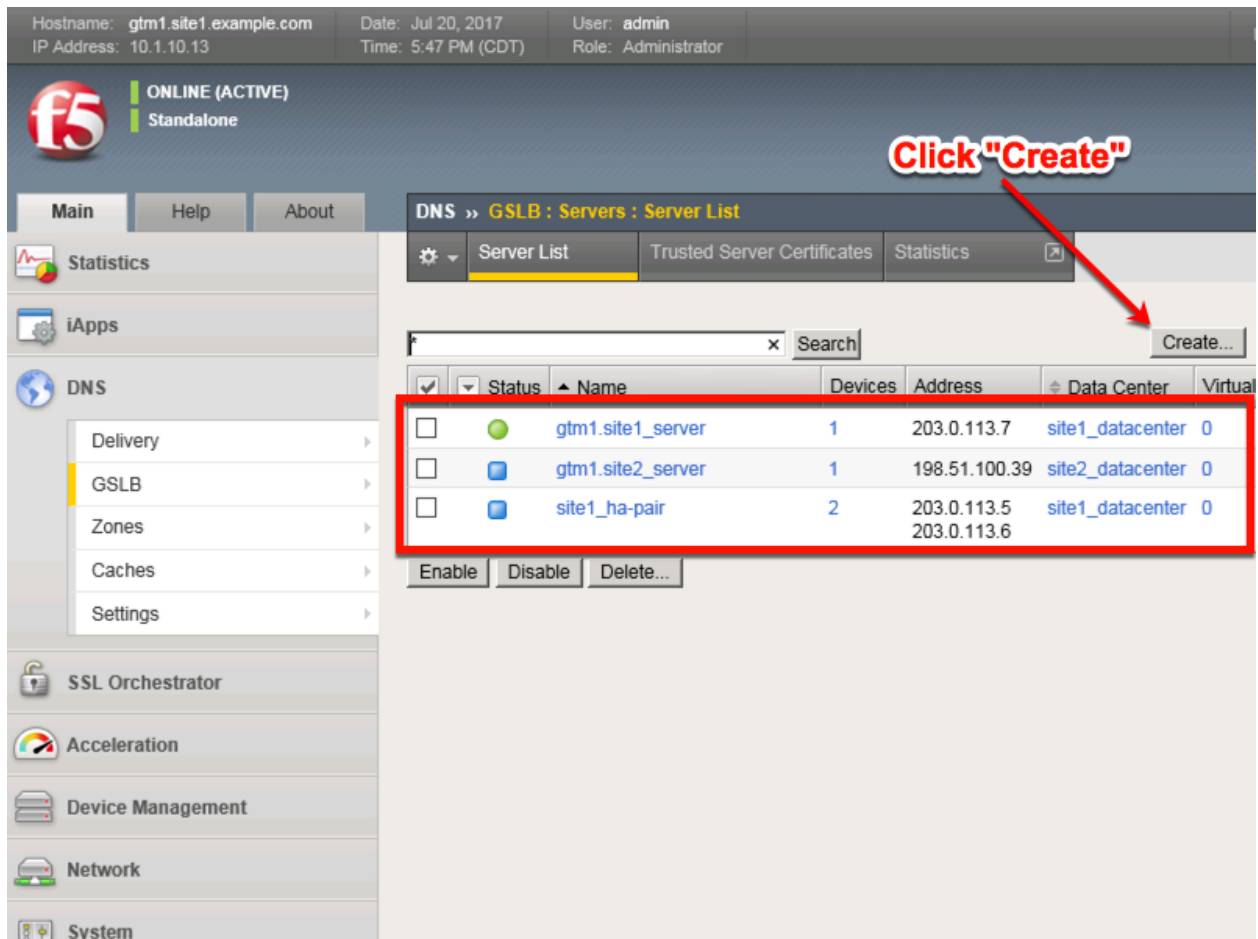 Hostname: gtm1.site1.example.com Date: Jul 20, 2017 User: admin
IP Address: 10.1.10.13 Time: 5:47 PM (CDT) Role: Administrator
f5
ONLINE (ACTIVE)
Standalone
Click "Create"
Main Help About
DNS ›› GSLB : Servers : Server List
Server List Trusted Server Certificates Statistics
Statistics
iApps
DNS
Delivery
GSLB
Zones
Caches
Settings
SSL Orchestrator
Acceleration
Device Management
Network
System
* × Search Create...
Status Name Devices Address Data Center Virtual
gtm1.site1_server 1 203.0.113.7 site1_datacenter 0
gtm1.site2_server 1 198.51.100.39 site2_datacenter 0
site1_ha-pair 2 203.0.113.5 site1_datacenter 0
203.0.113.6
Enable Disable Delete...